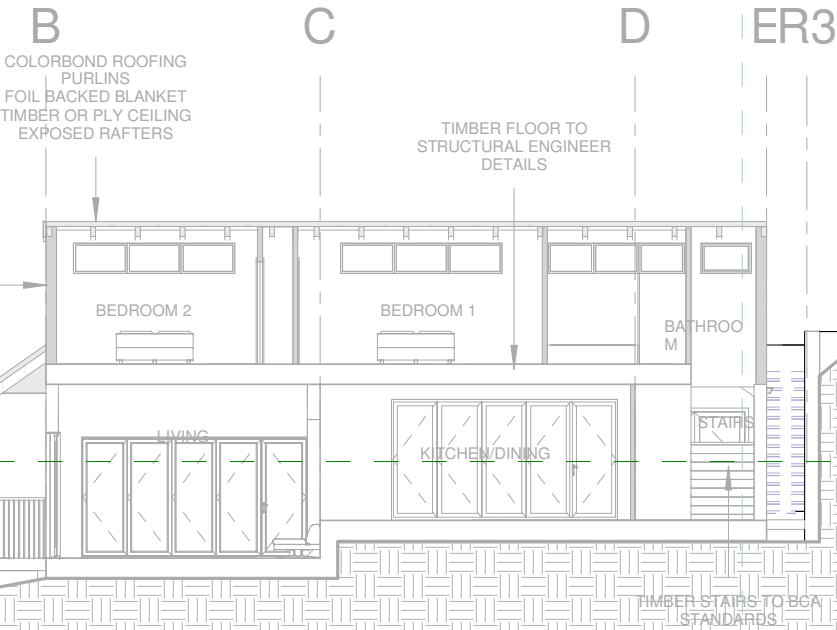 B
C
D
ER3
COLORBOND ROOFING
PURLINS
FOIL BACKED BLANKET
TIMBER OR PLY CEILING
EXPOSED RAFTERS
TIMBER FLOOR TO
STRUCTURAL ENGINEER
DETAILS
BEDROOM 2
BEDROOM 1
BATHROO
M
LIVING
KITCHEN/DINING
STAIRS
TIMBER STAIRS TO BCA
STANDARDS